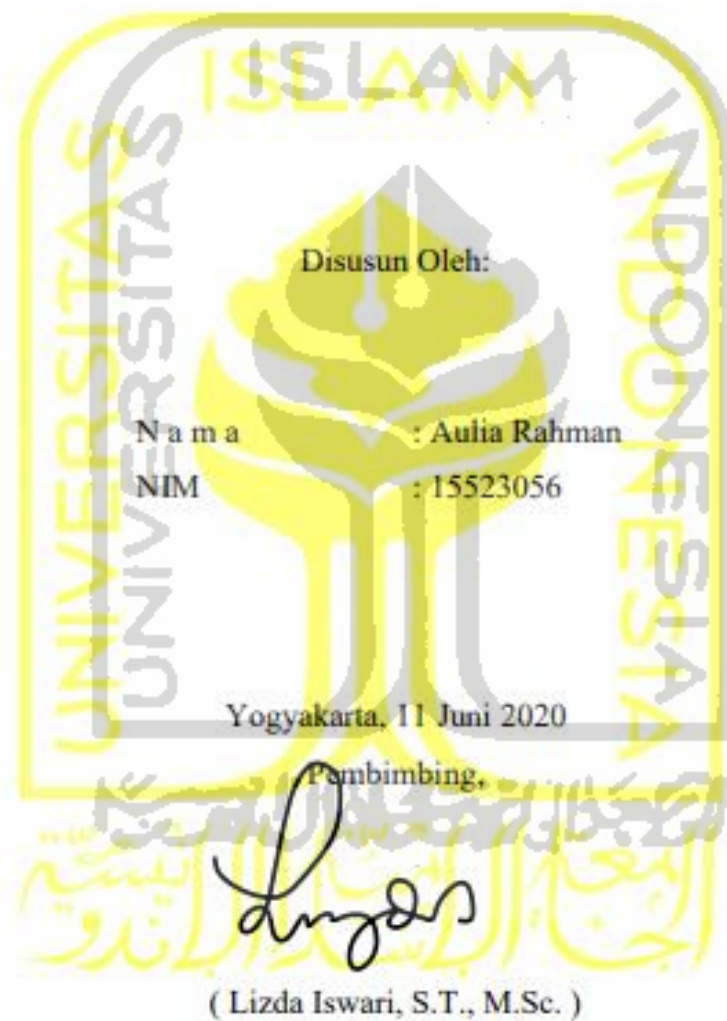 ISLAM
UNIVERSITAS
INDONESIA
Disusun Oleh:
N a m a : Aulia Rahman
NIM : 15523056
Yogyakarta, 11 Juni 2020
Pembimbing,
( Lizda Iswari, S.T., M.Sc. )